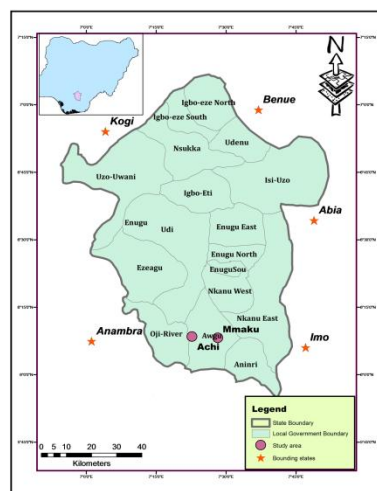 N
Benue
Kogi
Igbo-eze North
Igbo-eze South
Udenu
Nsukka
Uzo-Uwani
Isi-Uzo
Igbo-Eti
Abia
Enugu
Udi
Enugu East
Ezeagu
Enugu North
EnuguSou
Nkanu West
Nkanu East
Anambra
Oji-River
Awgu
Mmaku
Achi
Imo
Aninri
Legend
State Boundary
Local Government Boundary
Study area
Bounding states
0 5 10 20 30 40
Kilometers